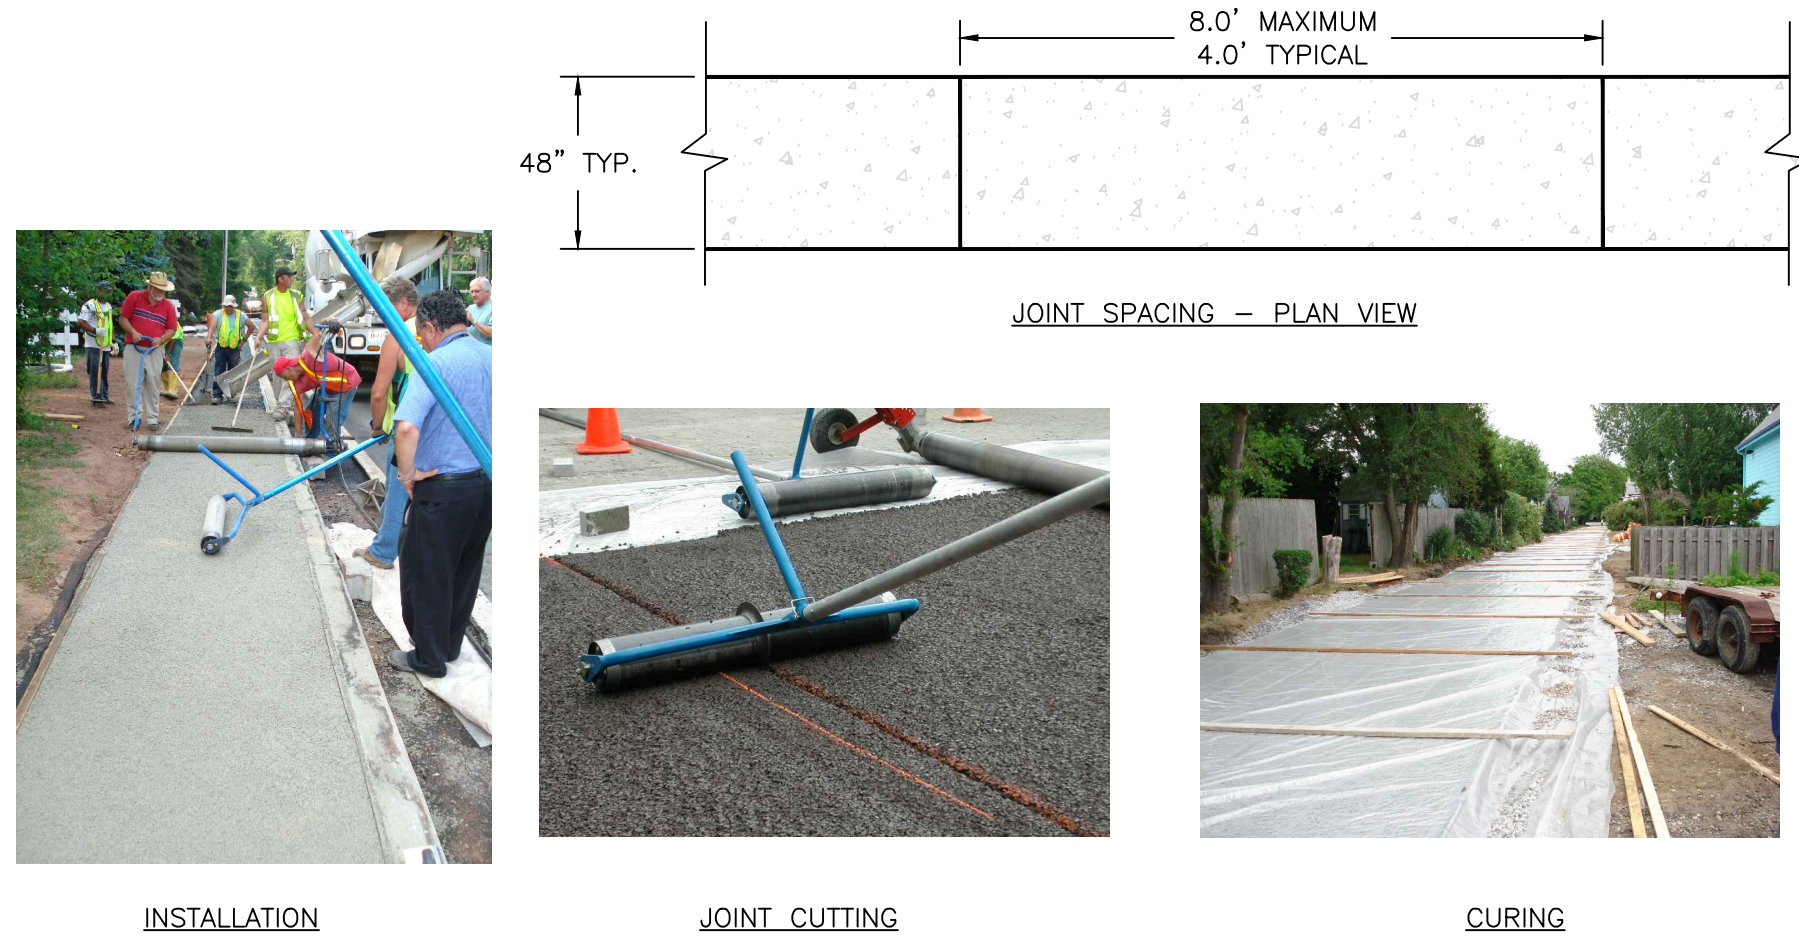 8.0' MAXIMUM
4.0' TYPICAL
48" TYP.
JOINT SPACING – PLAN VIEW
INSTALLATION
JOINT CUTTING
CURING